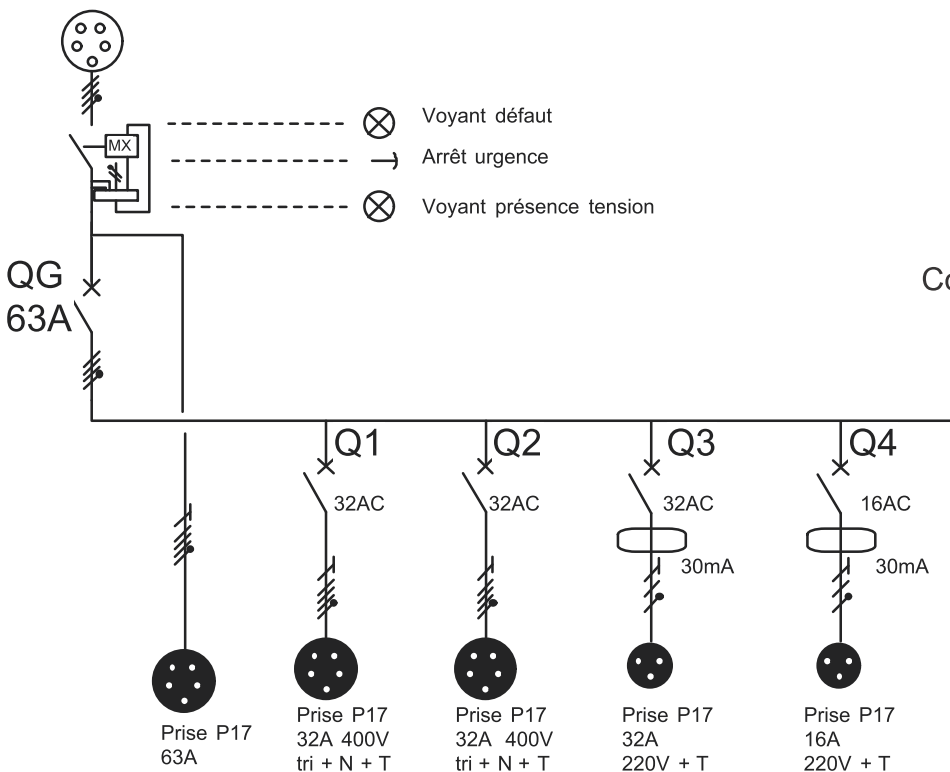 Voyant défaut
MX
Arrêt urgence
Voyant présence tension
QG
63A
Co
Q1
Q2
Q3
Q4
32AC
32AC
32AC
16AC
30mA
30mA
Prise P17
63A
Prise P17
32A 400V
tri + N + T
Prise P17
32A 400V
tri + N + T
Prise P17
32A
220V + T
Prise P17
16A
220V + T